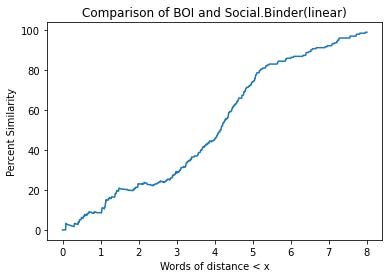 Comparison of BOI and Social.Binder(linear)
Percent Similarity
100
80
60
40
20
0
0 1 2 3 4 5 6 7 8
Words of distance < x